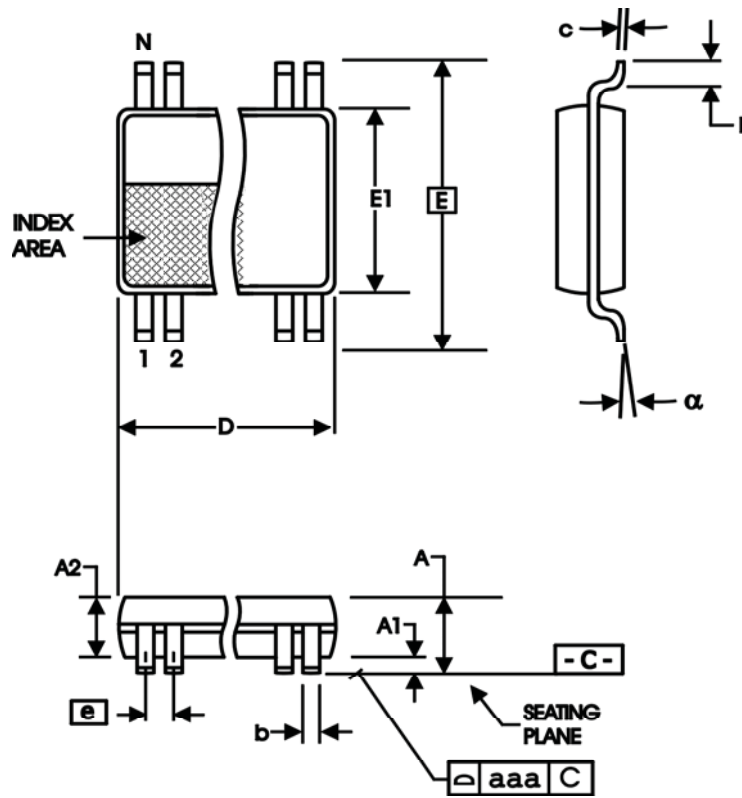 N
c
INDEX
AREA
E1
E
1 2
α
D
A2
A
A1
-C-
e
b
SEATING
PLANE
aaa C